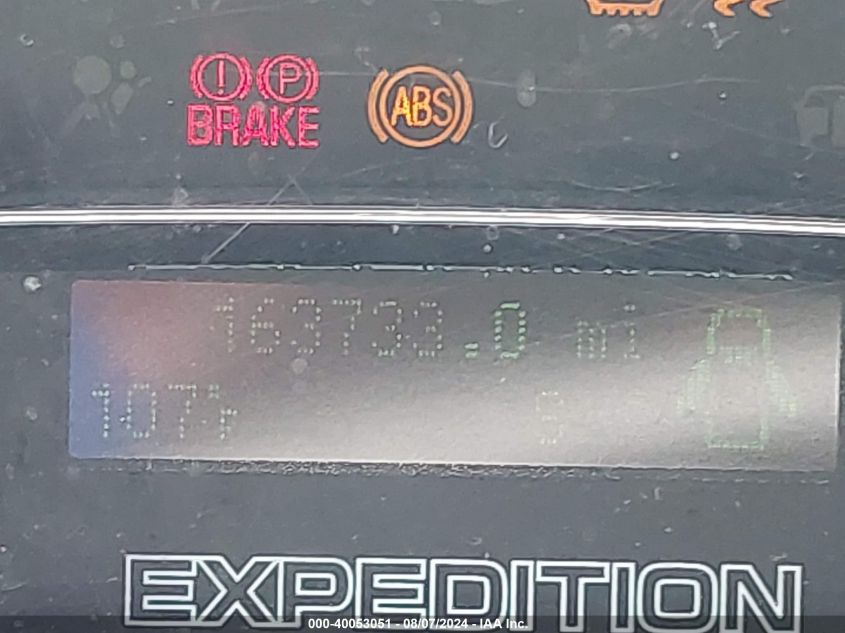 (!) (P)
BRAKE
ABS
163733.0 mi
107°F S
EXPEDITION
000-40053051 - 08/07/2024 - IAA Inc.